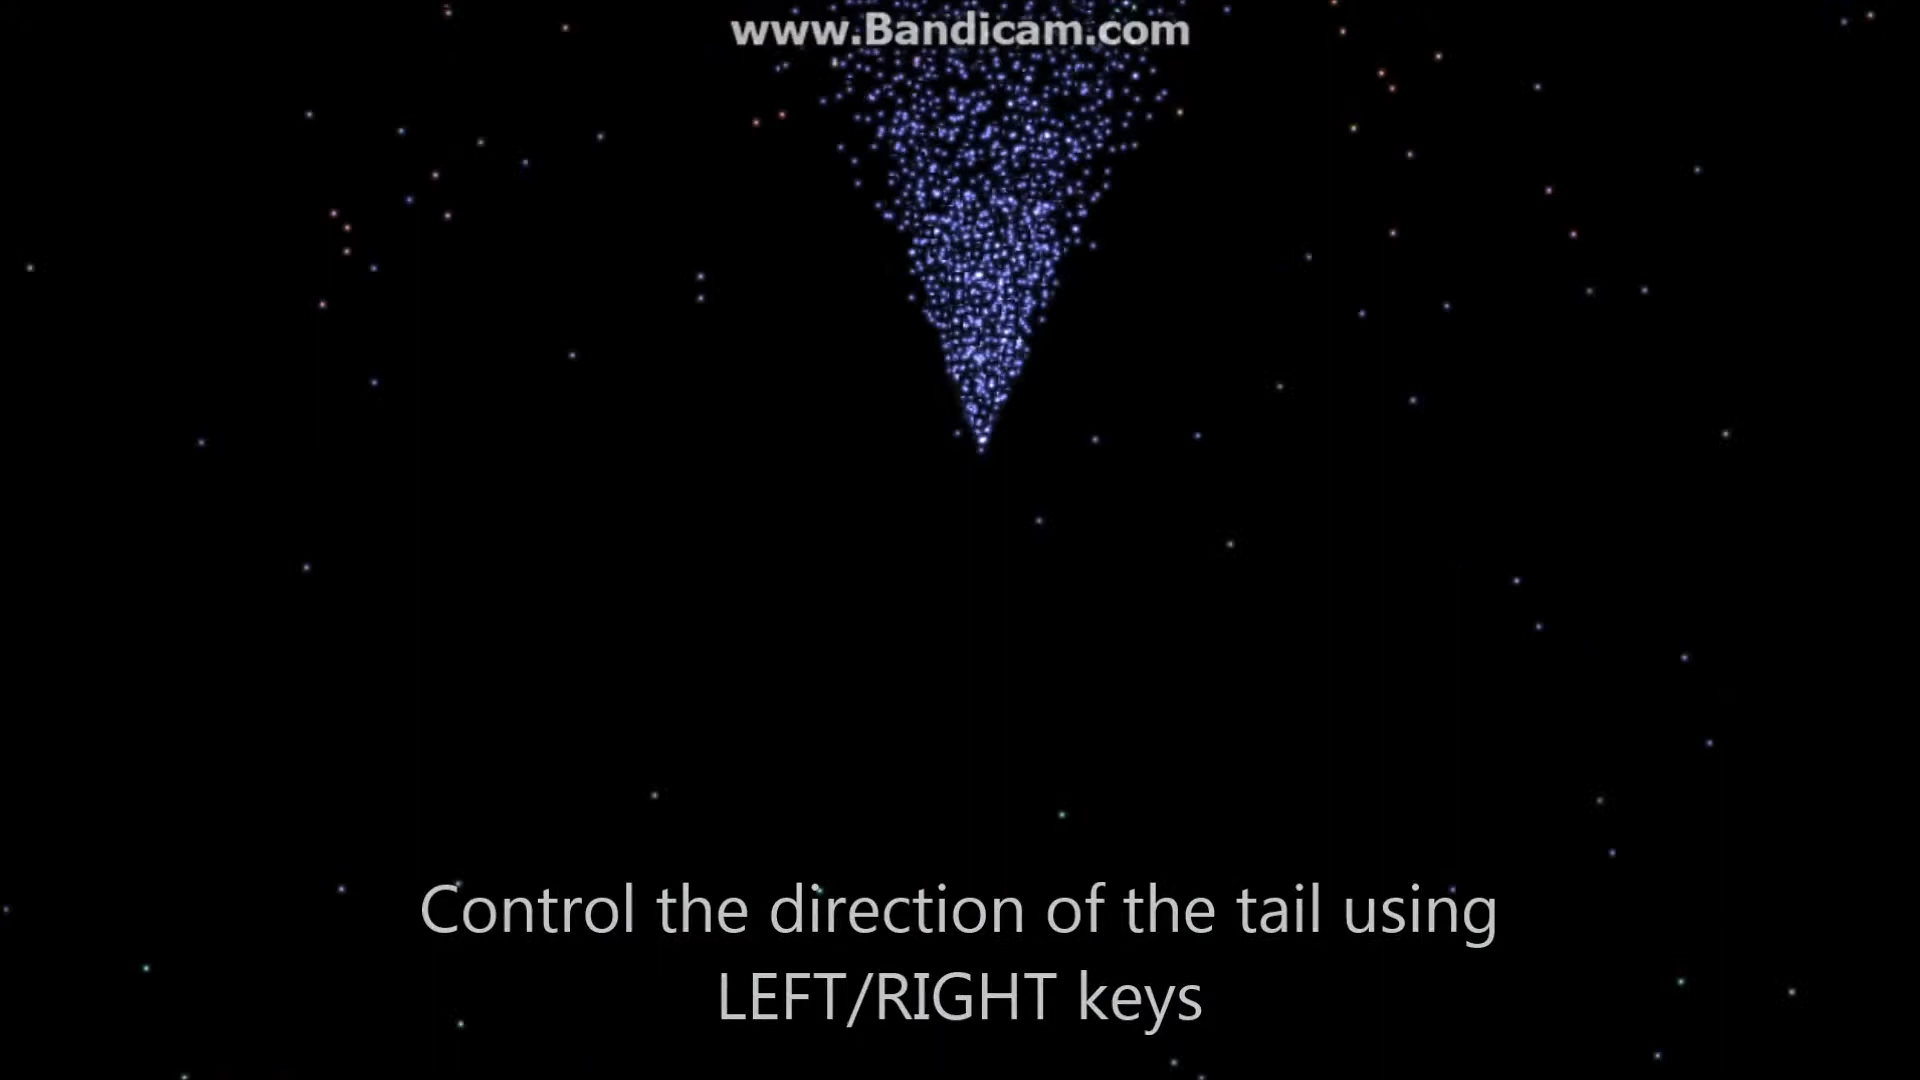 www.Bandicam.com
Control the direction of the tail using
LEFT/RIGHT keys